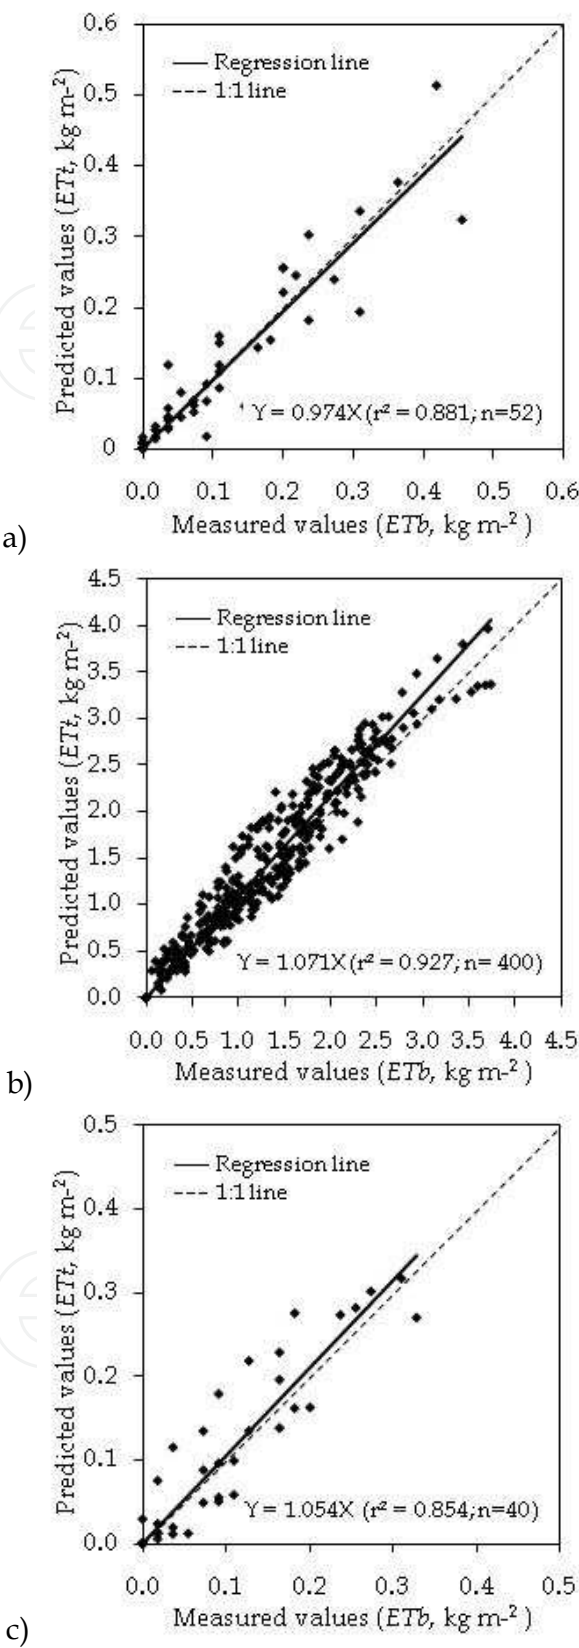 0.6
Regression line
1:1 line
0.5
0.4
0.3
0.2
0.1
0
Predicted values (ETt, kg m-²)
Y = 0.974X (r² = 0.881; n=52)
0.0 0.1 0.2 0.3 0.4 0.5 0.6
Measured values (ETb, kg m-² )
a)
4.5
Regression line
1:1 line
4.0
3.5
3.0
2.5
2.0
1.5
1.0
0.5
0.0
Predicted values (ETt, kg m-²)
Y = 1.071X (r² = 0.927; n= 400)
0.0 0.5 1.0 1.5 2.0 2.5 3.0 3.5 4.0 4.5
Measured values (ETb, kg m-² )
b)
0.5
Regression line
1:1 line
0.4
0.3
0.2
0.1
0.0
Predicted values (ETt, kg m-²)
Y = 1.054X (r² = 0.854; n=40)
0.0 0.1 0.2 0.3 0.4 0.5
Measured values (ETb, kg m-² )
c)